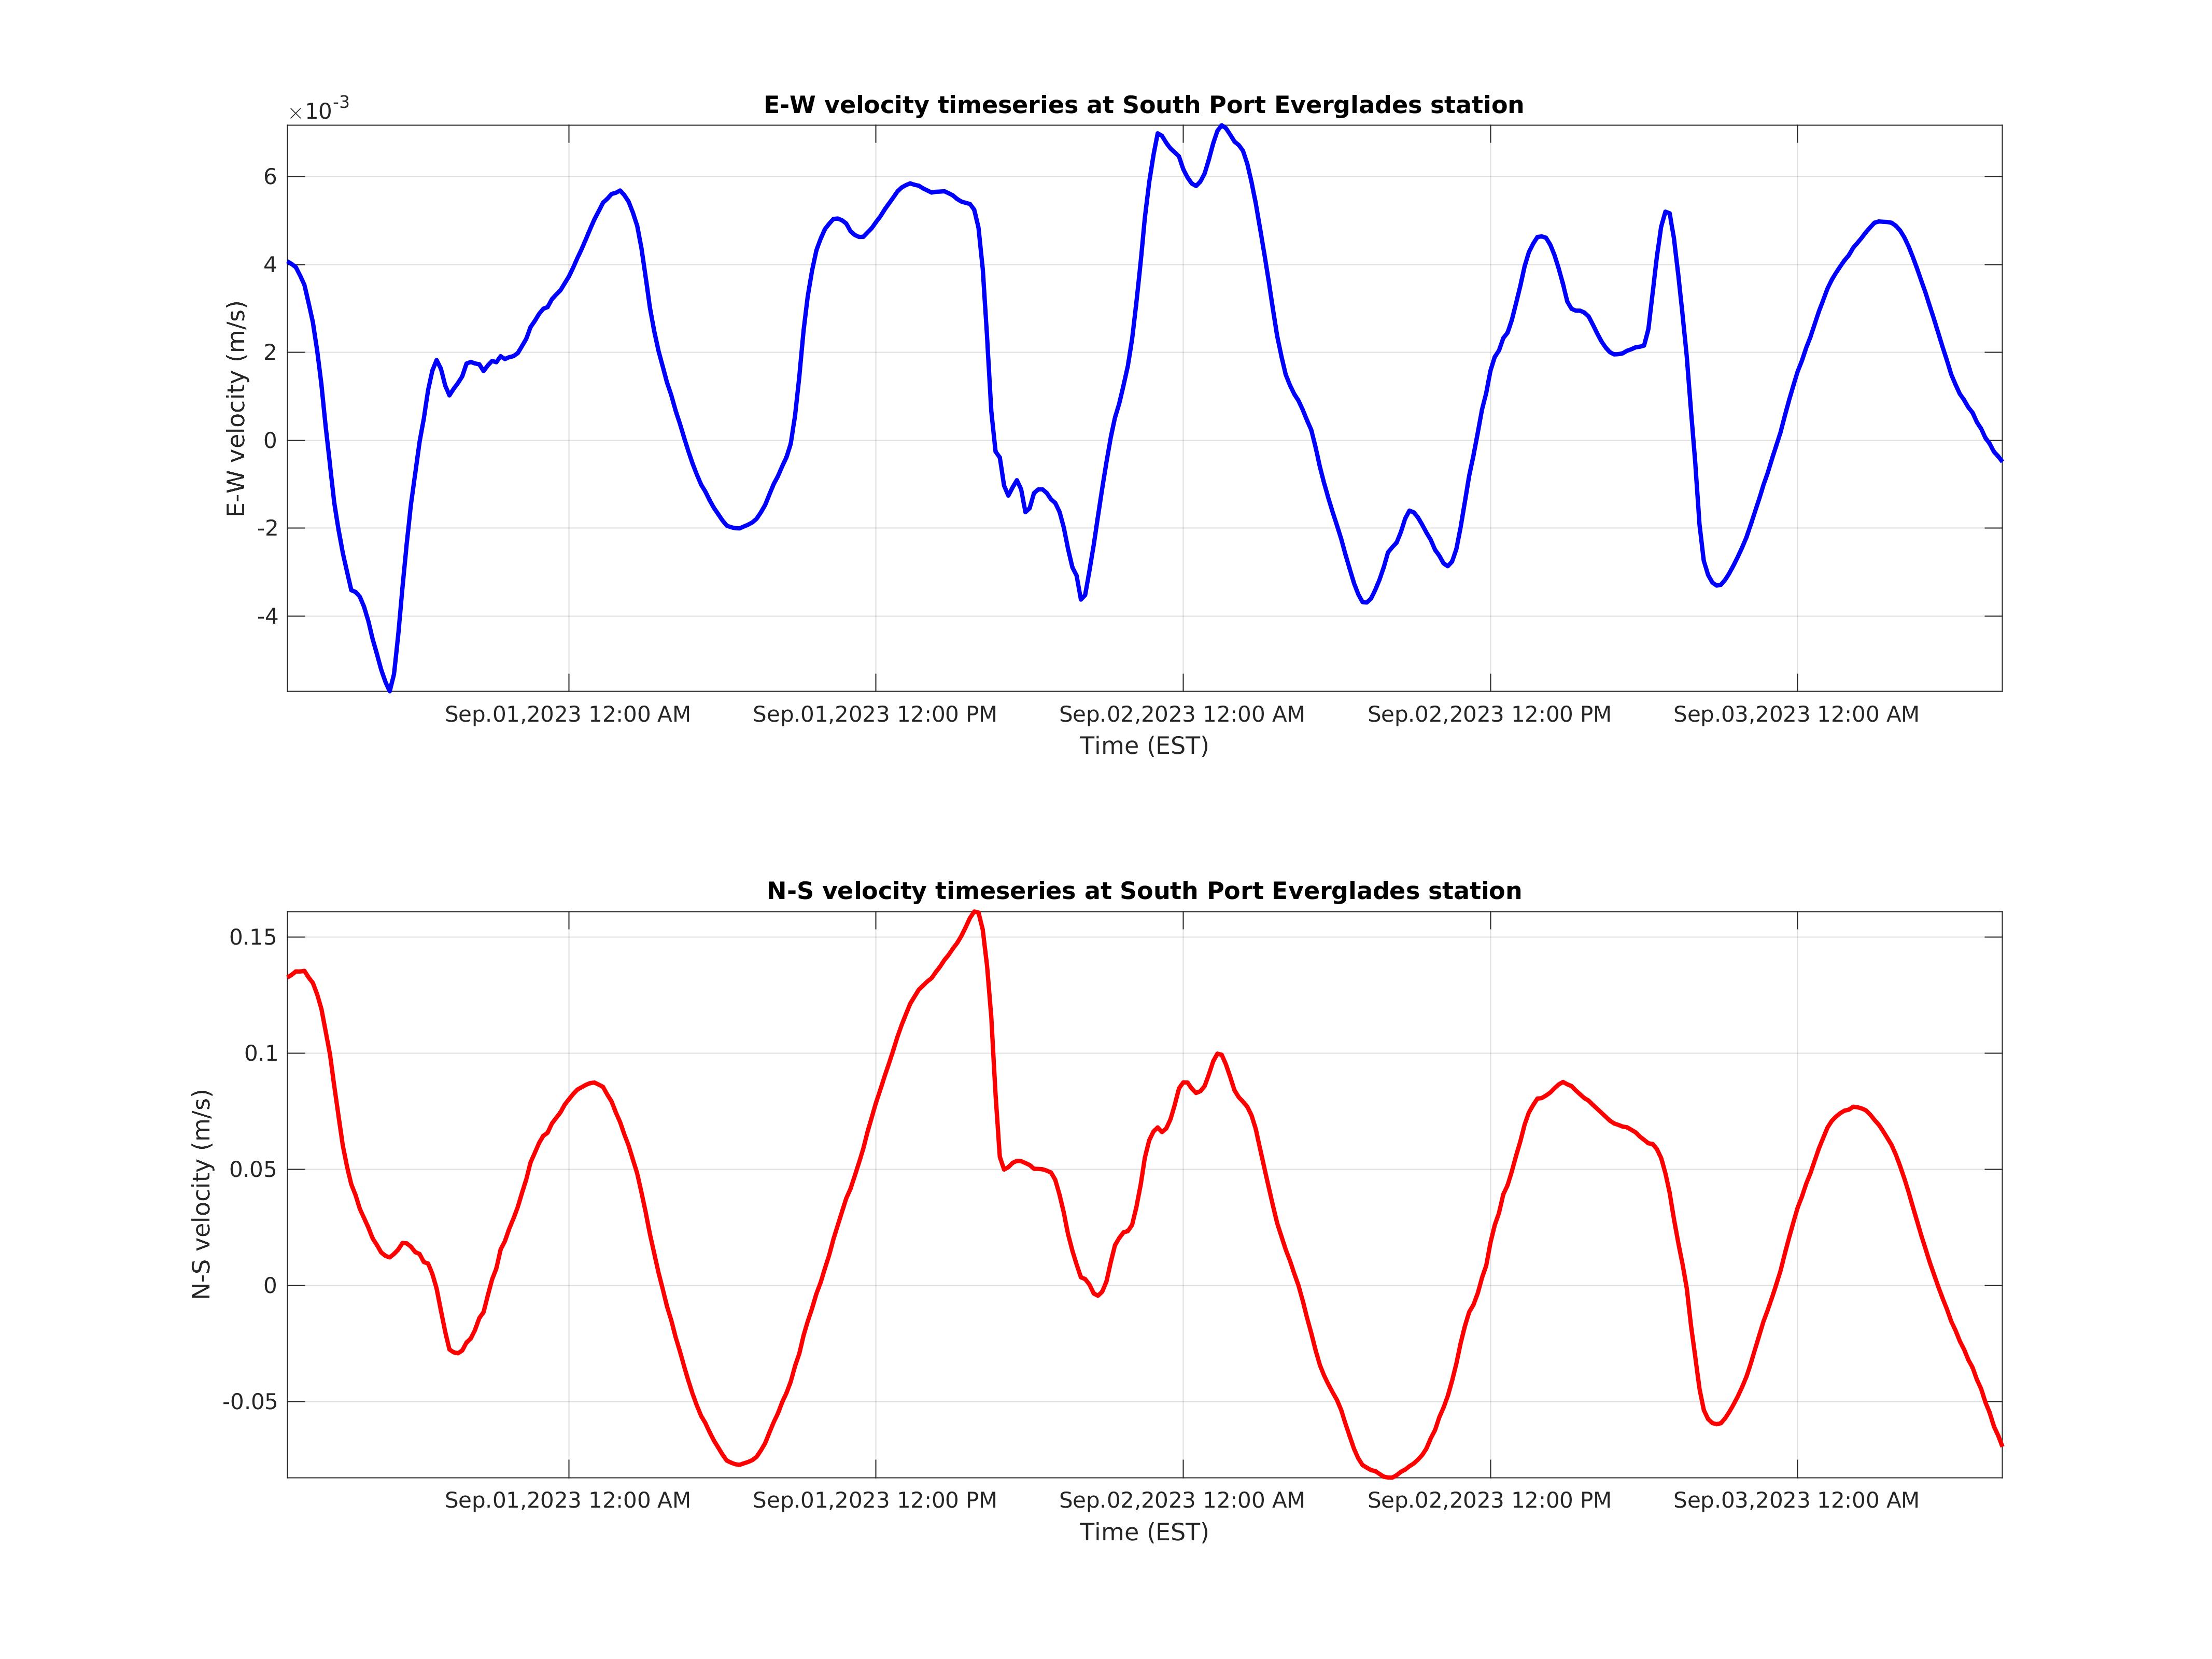 E-W velocity timeseries at South Port Everglades station
×10-3
6
4
2
0
-2
-4
E-W velocity (m/s)
Sep.01,2023 12:00 AM Sep.01,2023 12:00 PM Sep.02,2023 12:00 AM Sep.02,2023 12:00 PM Sep.03,2023 12:00 AM
Time (EST)
N-S velocity timeseries at South Port Everglades station
0.15
0.1
0.05
0
-0.05
N-S velocity (m/s)
Sep.01,2023 12:00 AM Sep.01,2023 12:00 PM Sep.02,2023 12:00 AM Sep.02,2023 12:00 PM Sep.03,2023 12:00 AM
Time (EST)